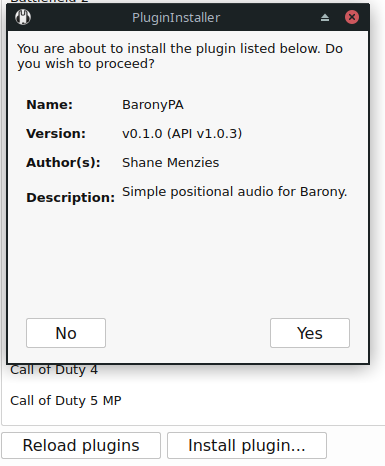 PluginInstaller
You are about to install the plugin listed below. Do
you wish to proceed?
Name: BaronyPA
Version: v0.1.0 (API v1.0.3)
Author(s): Shane Menzies
Description: Simple positional audio for Barony.
No Yes
Call of Duty 4
Call of Duty 5 MP
Reload plugins Install plugin...